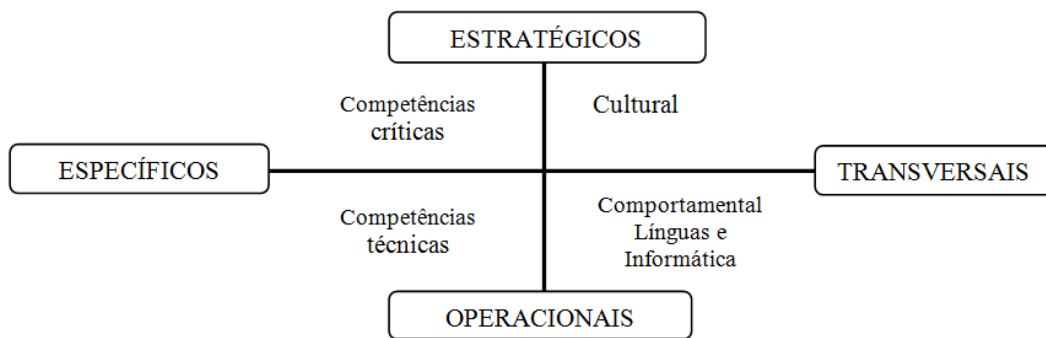 ESTRATÉGICOS
Competências
críticas
Cultural
ESPECÍFICOS
TRANSVERSAIS
Competências
técnicas
Comportamental
Línguas e
Informática
OPERACIONAIS